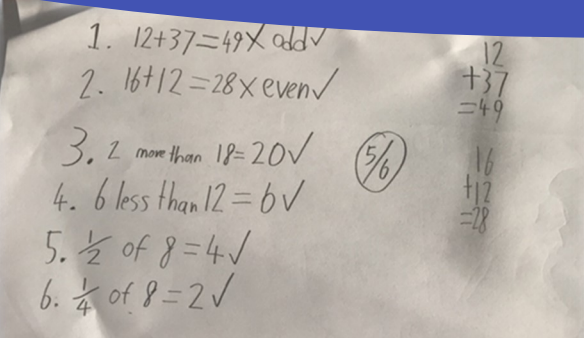 1. 12+37=49X odd✓
2. 16+12=28X even✓
3. 2 more than 18=20✓
4. 6 less than 12=6✓
5. 1/2 of 8=4✓
6. 1/4 of 8=2✓
5/6
12
+37
=49
16
+12
=28